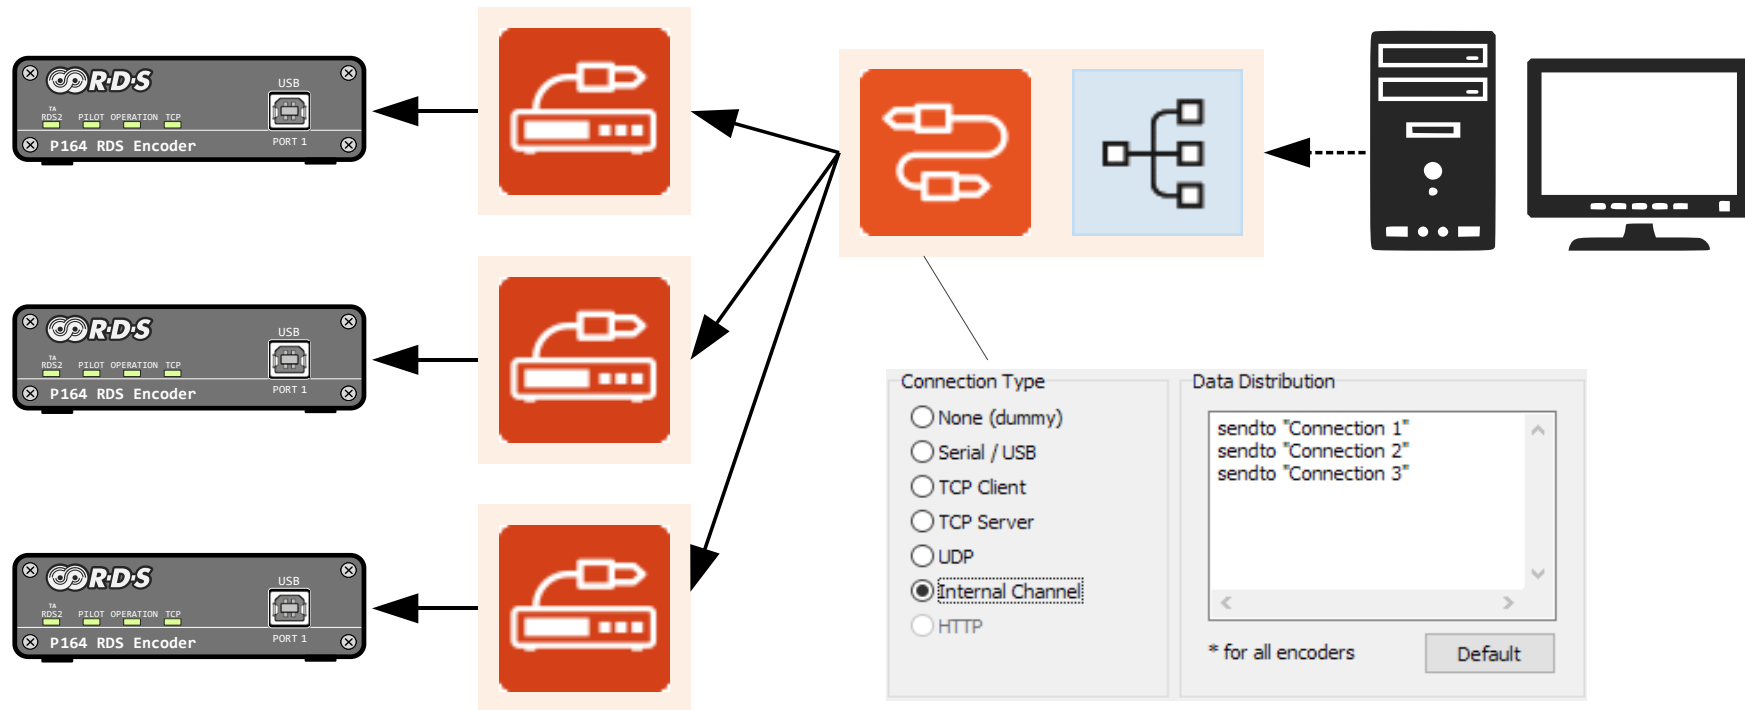 R·D·S
USB
TA
RDS2 PILOT OPERATION TCP
P164 RDS Encoder
PORT 1
R·D·S
USB
TA
RDS2 PILOT OPERATION TCP
P164 RDS Encoder
PORT 1
R·D·S
USB
TA
RDS2 PILOT OPERATION TCP
P164 RDS Encoder
PORT 1
Connection Type
None (dummy)
Serial / USB
TCP Client
TCP Server
UDP
Internal Channel
HTTP
Data Distribution
sendto "Connection 1"
sendto "Connection 2"
sendto "Connection 3"
* for all encoders
Default